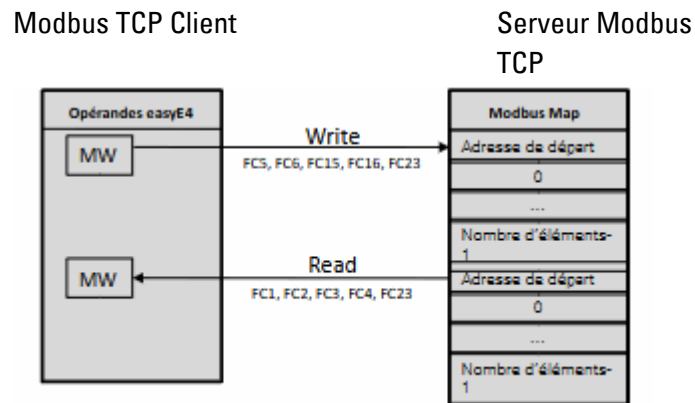 Modbus TCP Client
Serveur Modbus
TCP
Opérandes easyE4
MW
Write
FC5, FC6, FC15, FC16, FC23
MW
Read
FC1, FC2, FC3, FC4, FC23
Modbus Map
Adresse de départ
0
...
Nombre d'éléments-
1
Adresse de départ
0
...
Nombre d'éléments-
1